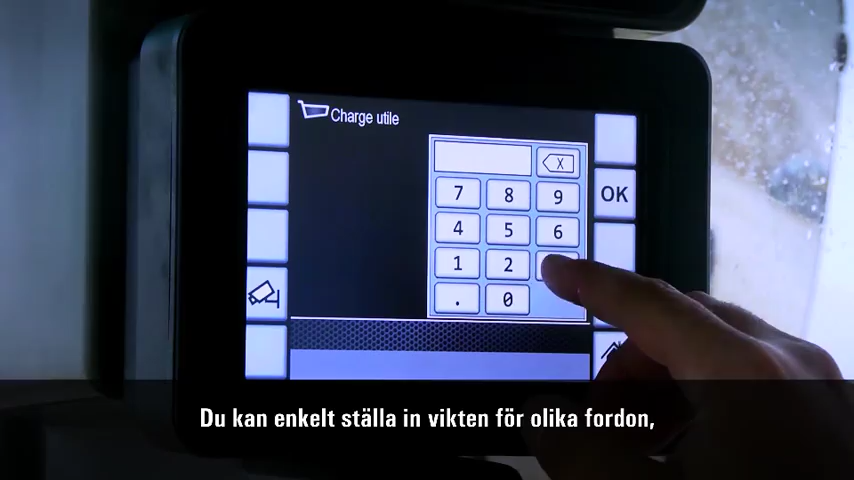 Charge utile
X
7 8 9
OK
4 5 6
1 2
. 0
Du kan enkelt ställa in vikten för olika fordon,